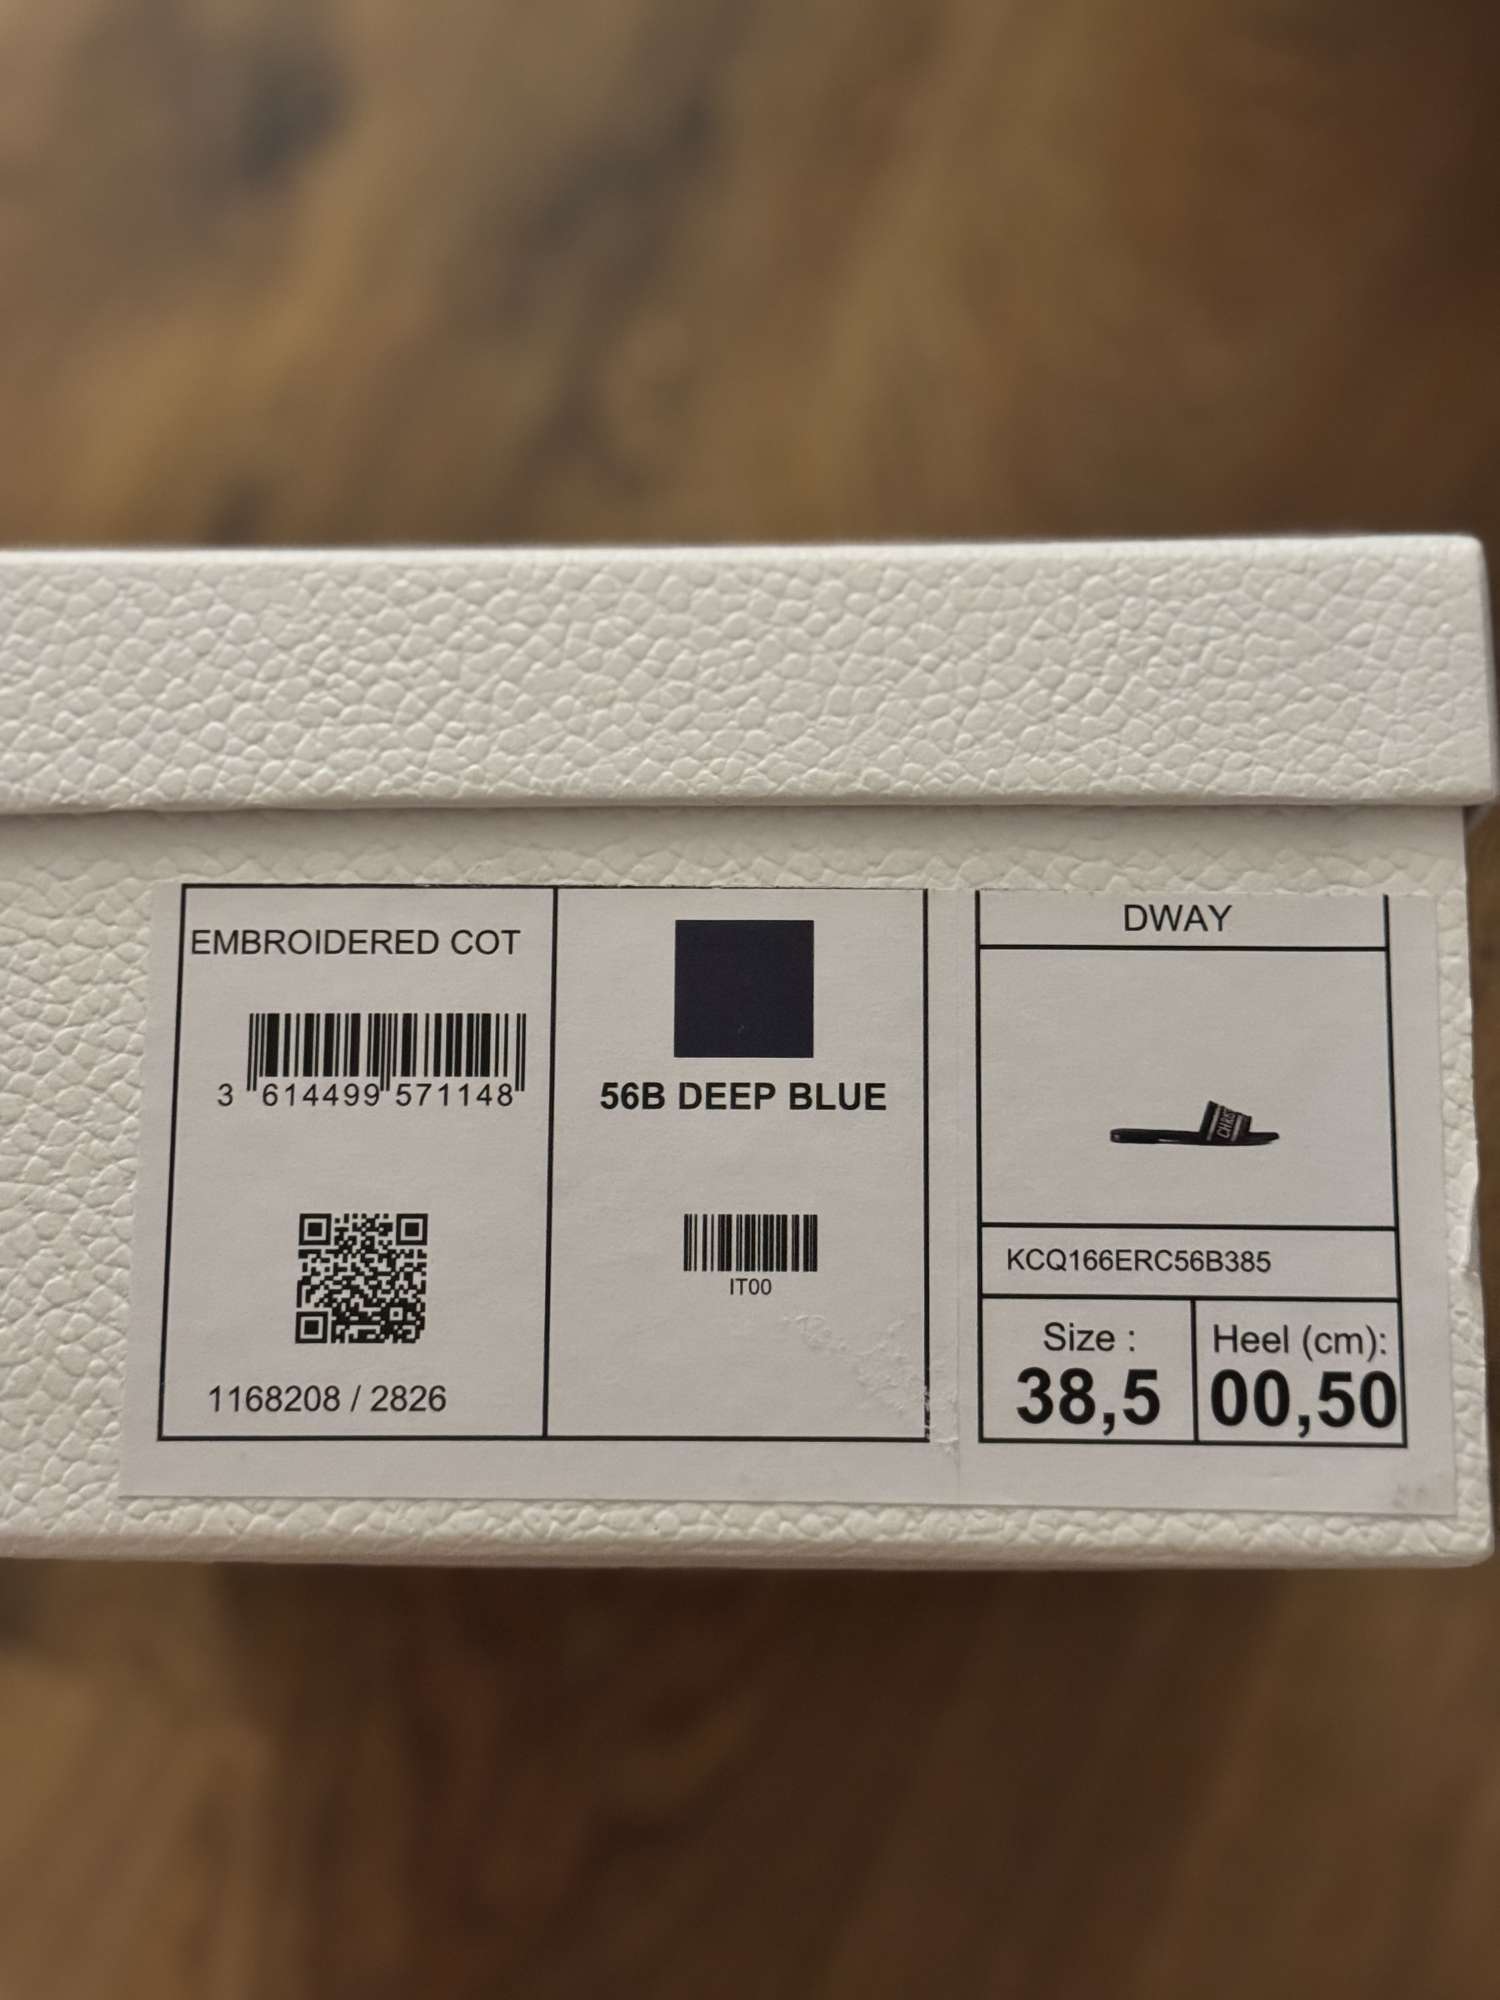 EMBROIDERED COT
3 614499 571148
1168208 / 2826
56B DEEP BLUE
IT00
DWAY
CHRIS
KCQ166ERC56B385
Size :
38,5
Heel (cm):
00,50